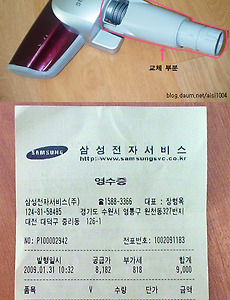 교체 부분
blog.daum.net/aisi1004
SAMSUNG 삼성전자서비스
http://www.samsungsvc.co.kr
영수증
삼성전자서비스(주) ☎1588-3366 대표 : 장형옥
124-81-58485 경기도 수원시 영통구 원천동327번지
대전 대덕구 중리동 126-1
NO: P100002942 전표번호: 1002091183
발행일시 공급가 부가세 합계
2009.01.31 10:32 8,182 818 9,000
품목 V 수량 단가 금액